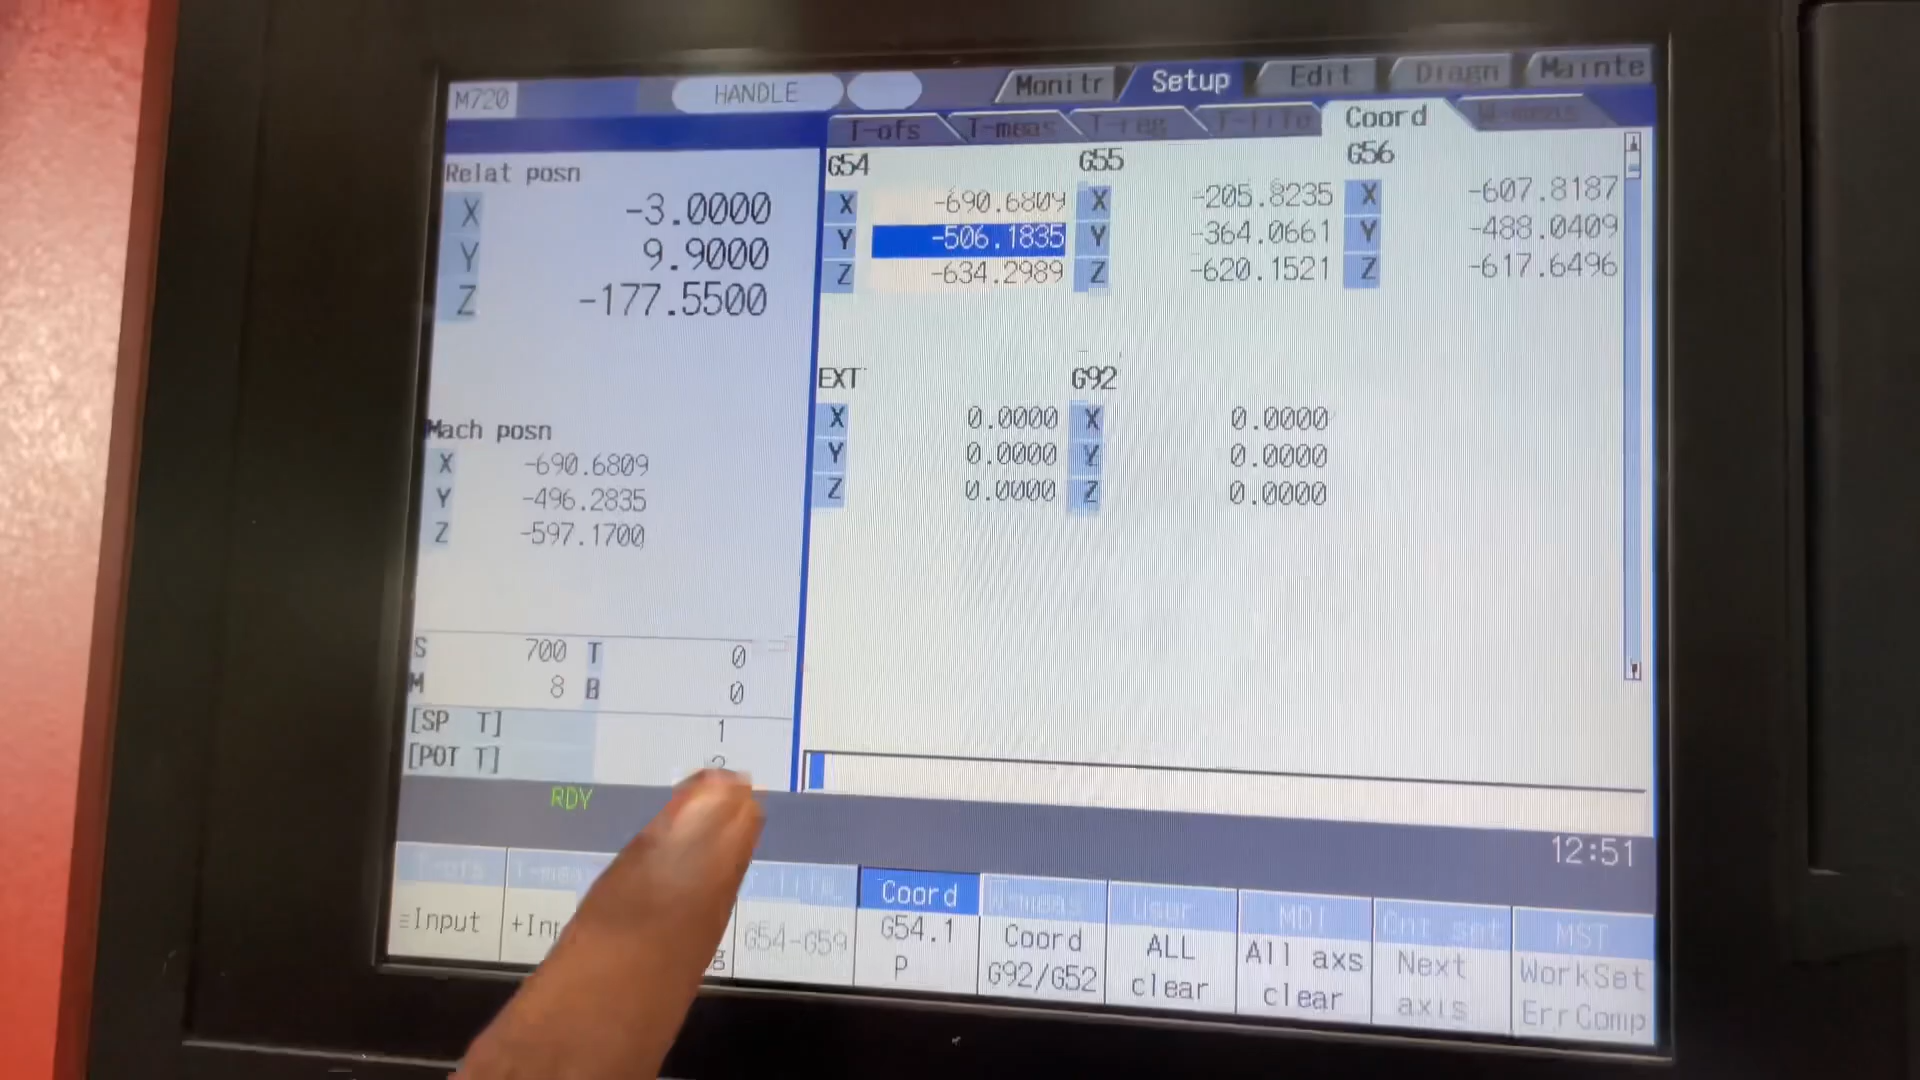 M720 HANDLE Monitr Setup Edit Diagn Mainte
T-ofs T-meas T-reg T-life Coord W-meas
Relat posn
X -3.0000
Y 9.9000
Z -177.5500
Mach posn
X -690.6809
Y -496.2835
Z -597.1700
S 700 T 0
M 8 B 0
[SP T] 1
[POT T]
RDY
G54 G55 G56
X -690.6809 X -205.8235 X -607.8187
Y -506.1835 Y -364.0661 Y -488.0409
Z -634.2989 Z -620.1521 Z -617.6496
EXT G92
X 0.0000 X 0.0000
Y 0.0000 Y 0.0000
Z 0.0000 Z 0.0000
12:51
T-ofs T-meas Coord W-meas User MDI Cnt set MST
=Input G54-G59 G54.1 P Coord G92/G52 ALL clear All axs clear Next axis WorkSet ErrComp